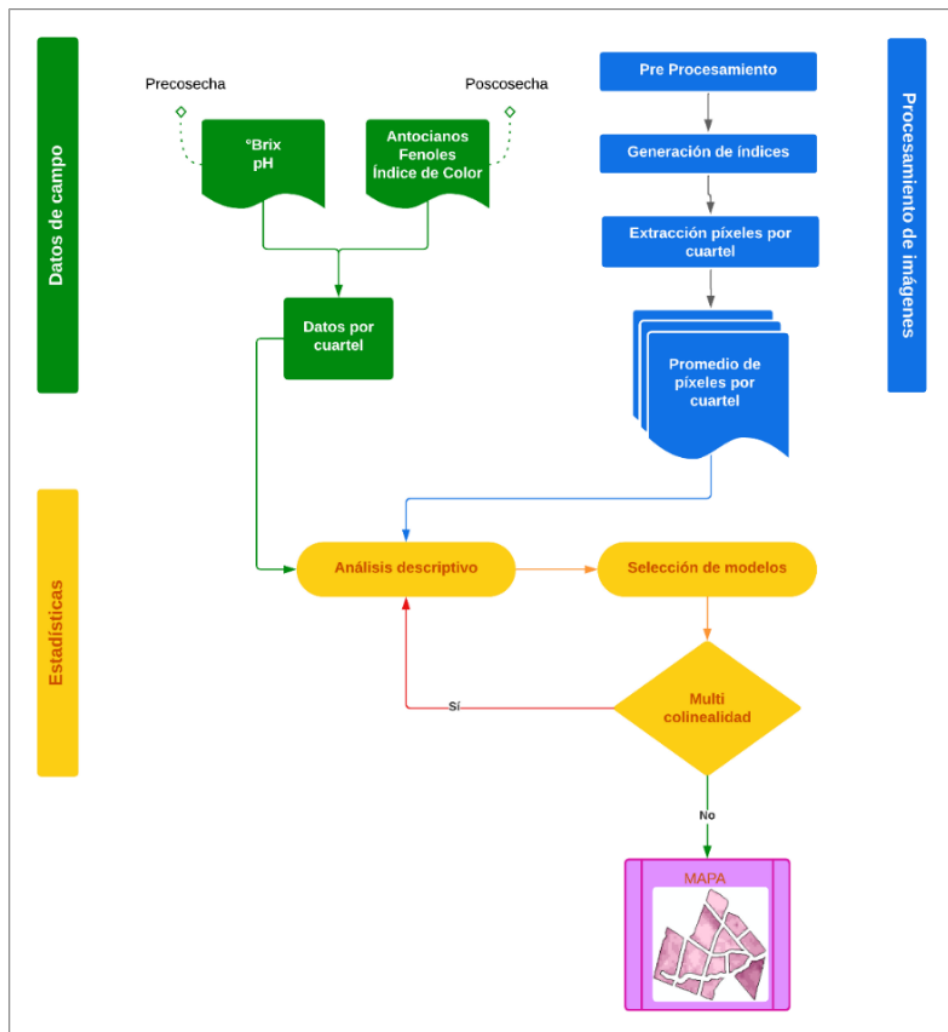 Datos de campo
Precosecha
°Brix
pH
Poscosecha
Antocianos
Fenoles
Índice de Color
Datos por
cuartel
Pre Procesamiento
Generación de índices
Extracción píxeles por
cuartel
Promedio de
píxeles por
cuartel
Procesamiento de imágenes
Estadísticas
Análisis descriptivo
Selección de modelos
Multi
colinealidad
Sí
No
MAPA